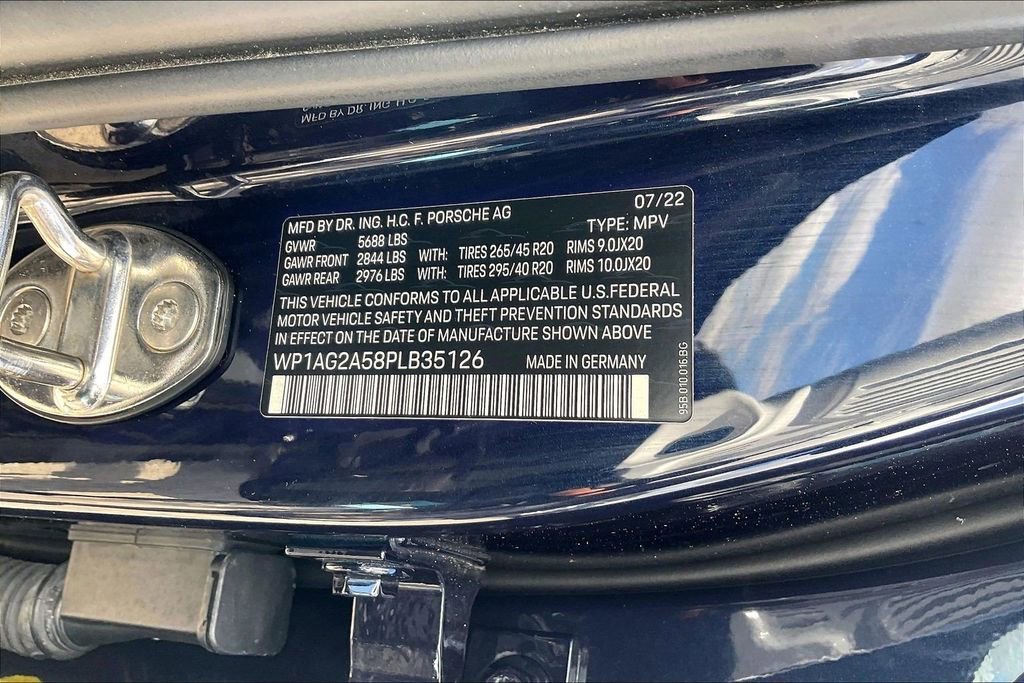 MFD BY DR. ING. H.C. F. PORSCHE AG 07/22
TYPE: MPV
GVWR 5688 LBS
GAWR FRONT 2844 LBS WITH: TIRES 265/45 R20 RIMS 9.0JX20
GAWR REAR 2976 LBS WITH: TIRES 295/40 R20 RIMS 10.0JX20
THIS VEHICLE CONFORMS TO ALL APPLICABLE U.S.FEDERAL
MOTOR VEHICLE SAFETY AND THEFT PREVENTION STANDARDS
IN EFFECT ON THE DATE OF MANUFACTURE SHOWN ABOVE
WP1AG2A58PLB35126 MADE IN GERMANY
95B.010.016.BG